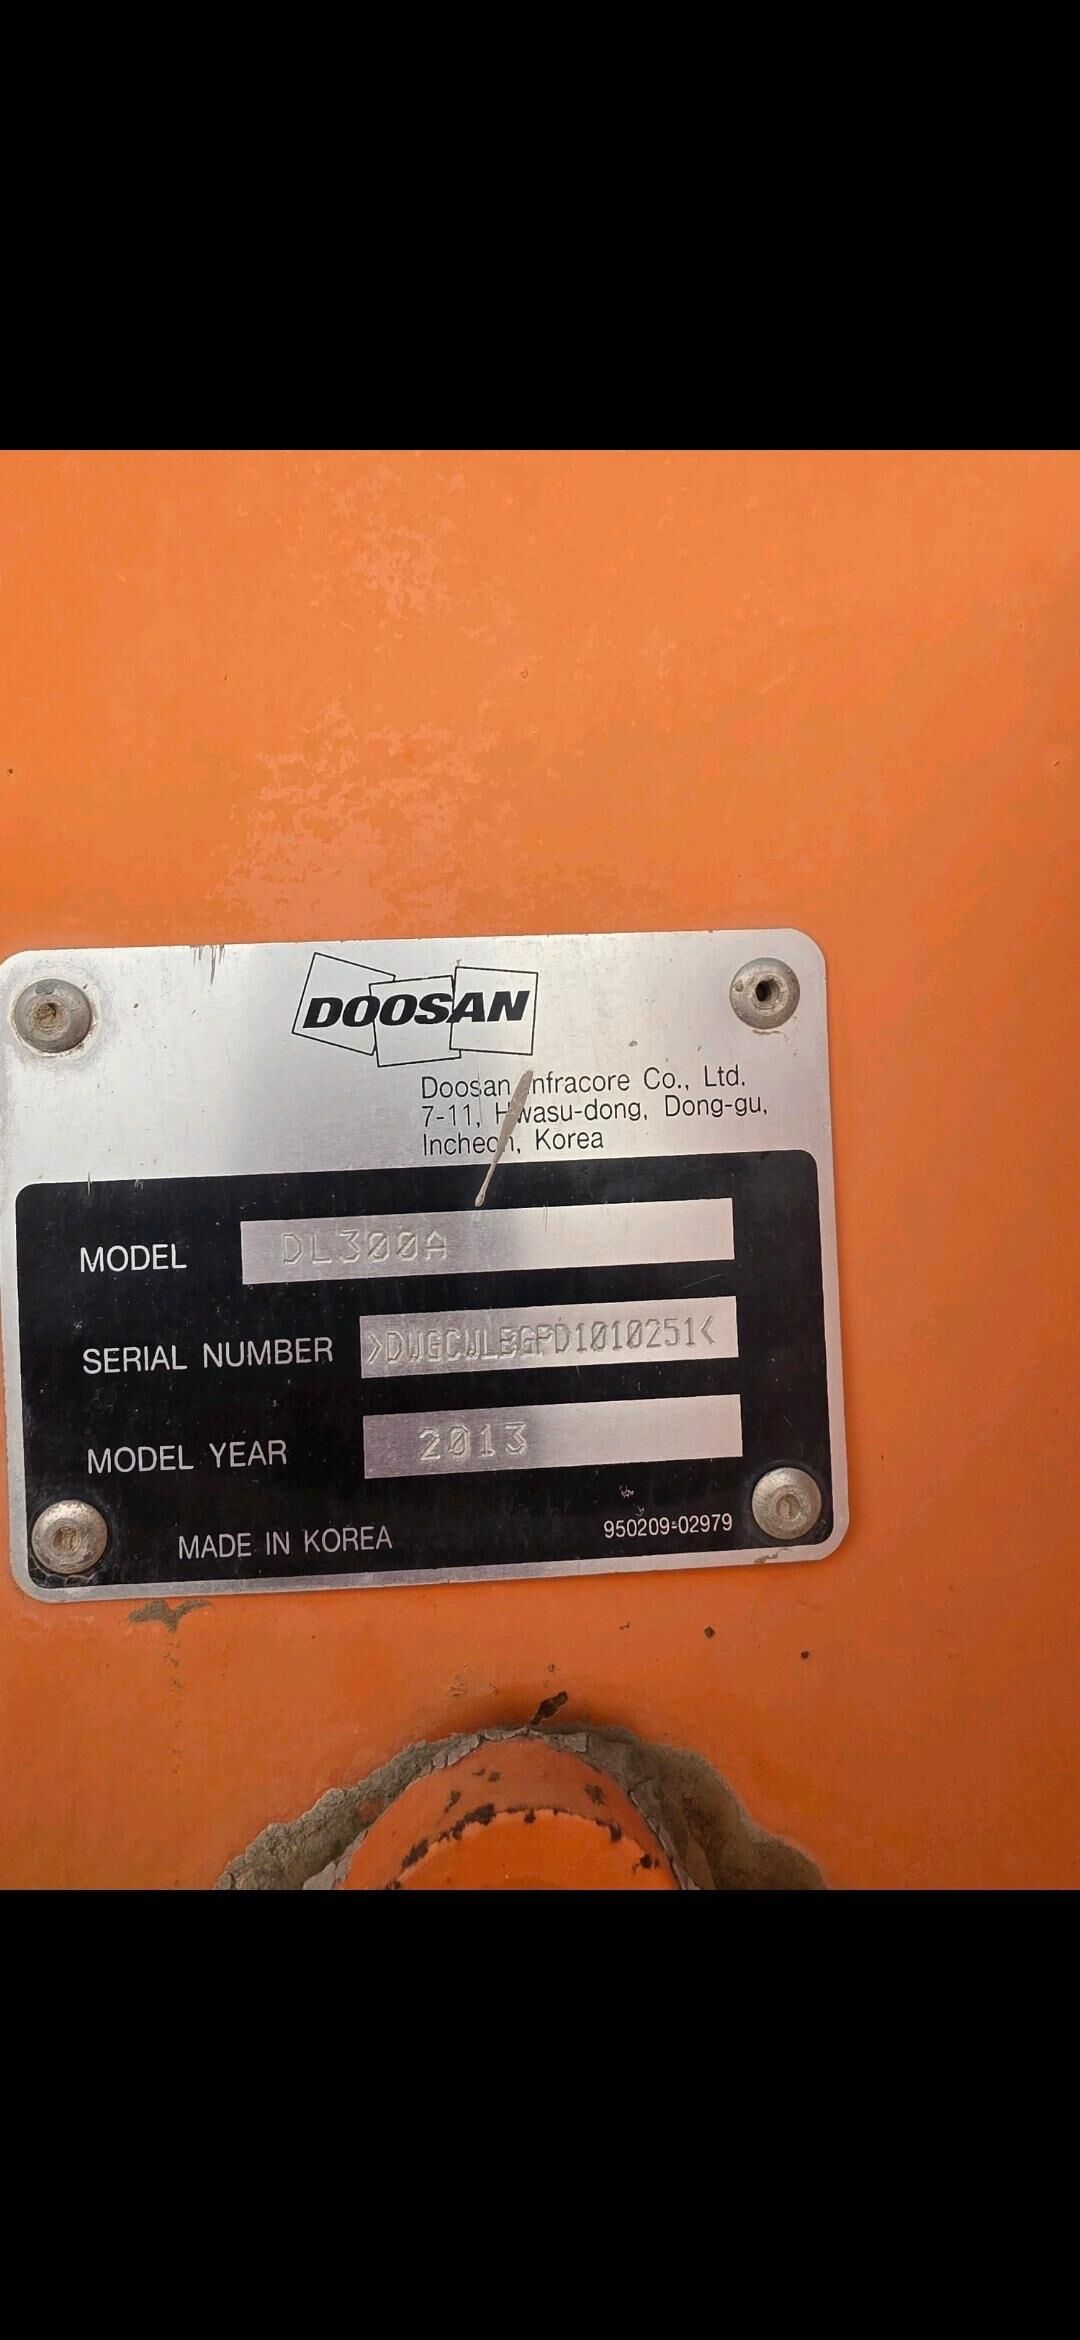 DOOSAN
Doosan Infracore Co., Ltd.
7-11, Hwasu-dong, Dong-gu,
Incheon, Korea
MODEL DL300A
SERIAL NUMBER >DWGCWLBGPD1010251<
MODEL YEAR 2013
MADE IN KOREA 950209-02979